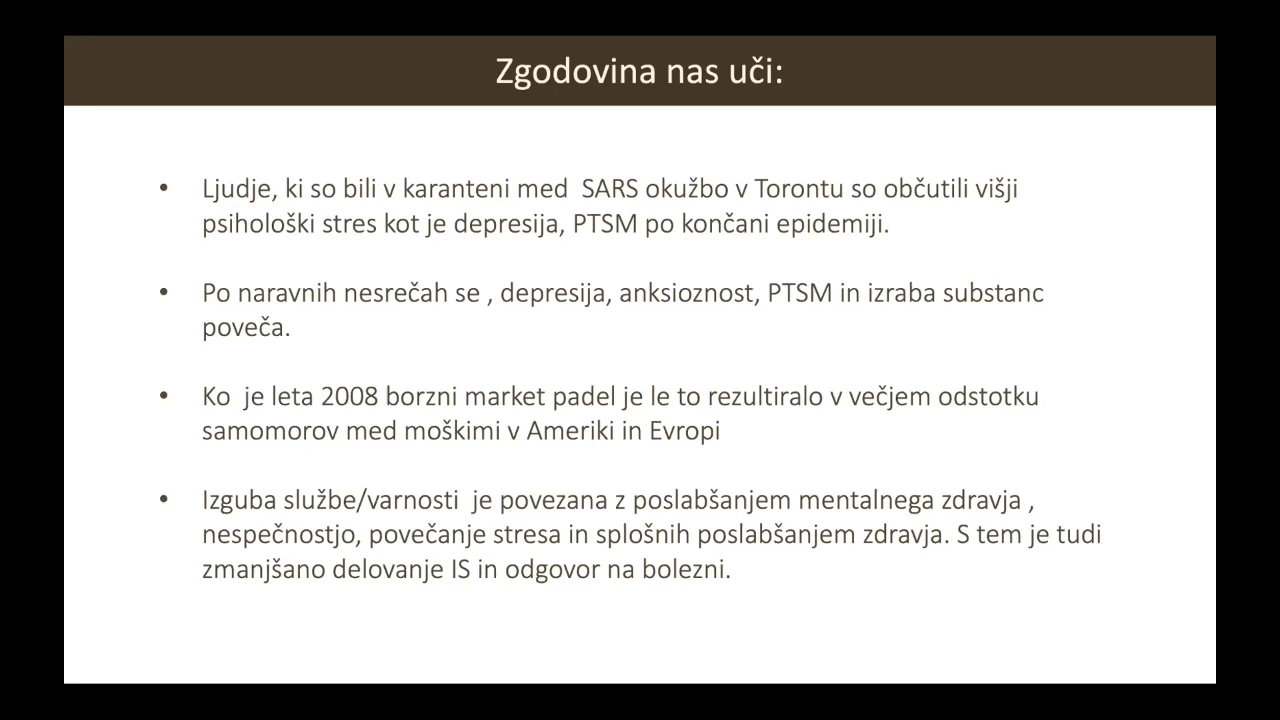 Zgodovina nas uči:
• Ljudje, ki so bili v karanteni med  SARS okužbo v Torontu so občutili višji
psihološki stres kot je depresija, PTSM po končani epidemiji.
• Po naravnih nesrečah se , depresija, anksioznost, PTSM in izraba substanc
poveča.
• Ko  je leta 2008 borzni market padel je le to rezultiralo v večjem odstotku
samomorov med moškimi v Ameriki in Evropi
• Izguba službe/varnosti  je povezana z poslabšanjem mentalnega zdravja ,
nespečnostjo, povečanje stresa in splošnih poslabšanjem zdravja. S tem je tudi
zmanjšano delovanje IS in odgovor na bolezni.